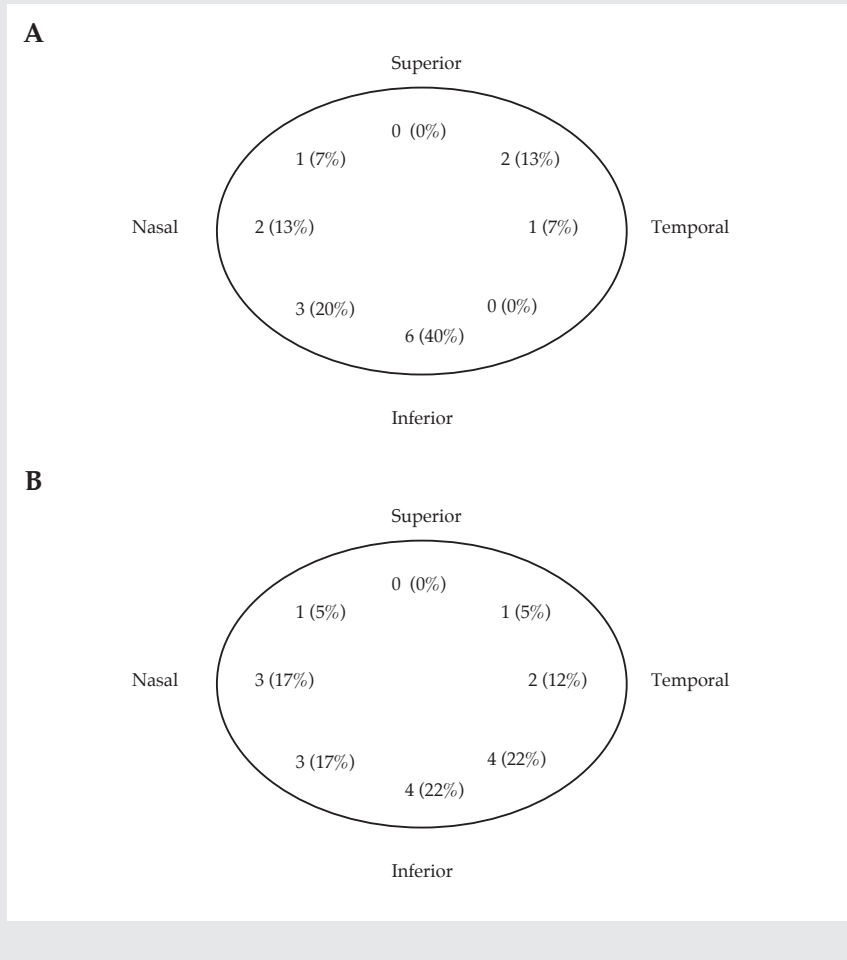 A
Superior
0 (0%)
1 (7%) 2 (13%)
Nasal 2 (13%) 1 (7%) Temporal
3 (20%) 0 (0%)
6 (40%)
Inferior
B
Superior
0 (0%)
1 (5%) 1 (5%)
Nasal 3 (17%) 2 (12%) Temporal
3 (17%) 4 (22%)
4 (22%)
Inferior